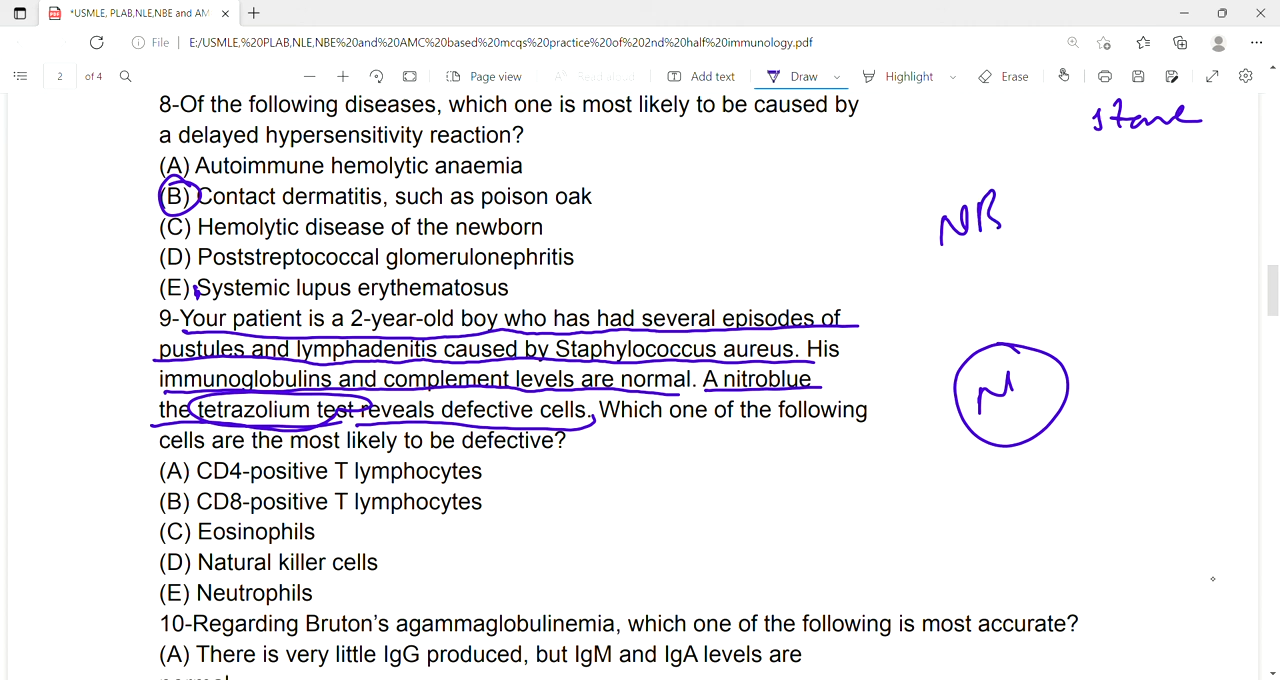 *USMLE, PLAB,NLE,NBE and AM
File E:/USMLE,%20PLAB,NLE,NBE%20and%20AMC%20based%20mcqs%20practice%20of%202nd%20half%20immunology.pdf
2 of 4 Page view Read aloud Add text Draw Highlight Erase
8-Of the following diseases, which one is most likely to be caused by
a delayed hypersensitivity reaction?
(A) Autoimmune hemolytic anaemia
(B) Contact dermatitis, such as poison oak
(C) Hemolytic disease of the newborn
(D) Poststreptococcal glomerulonephritis
(E) Systemic lupus erythematosus
9-Your patient is a 2-year-old boy who has had several episodes of
pustules and lymphadenitis caused by Staphylococcus aureus. His
immunoglobulins and complement levels are normal. A nitroblue
the tetrazolium test reveals defective cells. Which one of the following
cells are the most likely to be defective?
(A) CD4-positive T lymphocytes
(B) CD8-positive T lymphocytes
(C) Eosinophils
(D) Natural killer cells
(E) Neutrophils
10-Regarding Bruton’s agammaglobulinemia, which one of the following is most accurate?
(A) There is very little IgG produced, but IgM and IgA levels are
NB
N